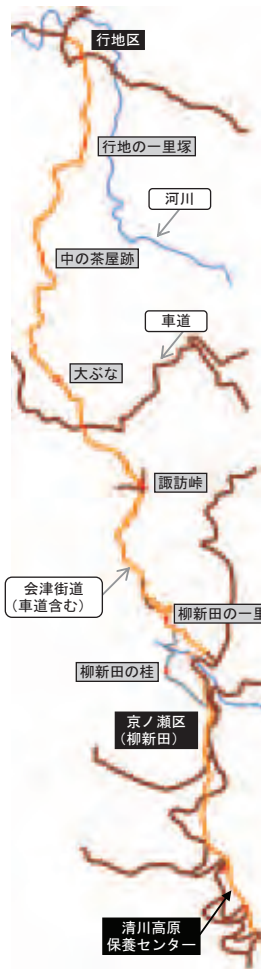 行地区
行地の一里塚
河川
中の茶屋跡
車道
大ぶな
諏訪峠
会津街道
(車道含む)
柳新田の一里
柳新田の桂
京ノ瀬区
(柳新田)
清川高原
保養センター